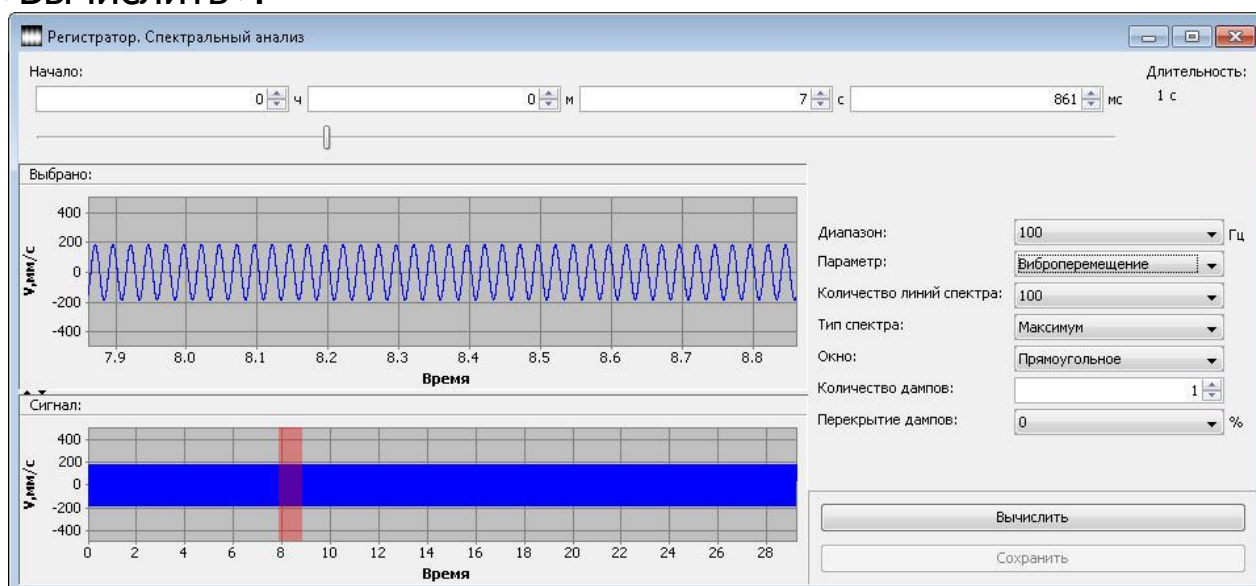 Регистратор. Спектральный анализ
Начало:
Длительность:
0 ч 0 м 7 с 861 мс 1 с
Выбрано:
400
200
0
-200
-400
V,мм/с
7.9 8.0 8.1 8.2 8.3 8.4 8.5 8.6 8.7 8.8
Время
Сигнал:
400
200
0
-200
-400
V,мм/с
0 2 4 6 8 10 12 14 16 18 20 22 24 26 28
Время
Диапазон: 100 Гц
Параметр: Виброперемещение
Количество линий спектра: 100
Тип спектра: Максимум
Окно: Прямоугольное
Количество дампов: 1
Перекрытие дампов: 0 %
Вычислить
Сохранить